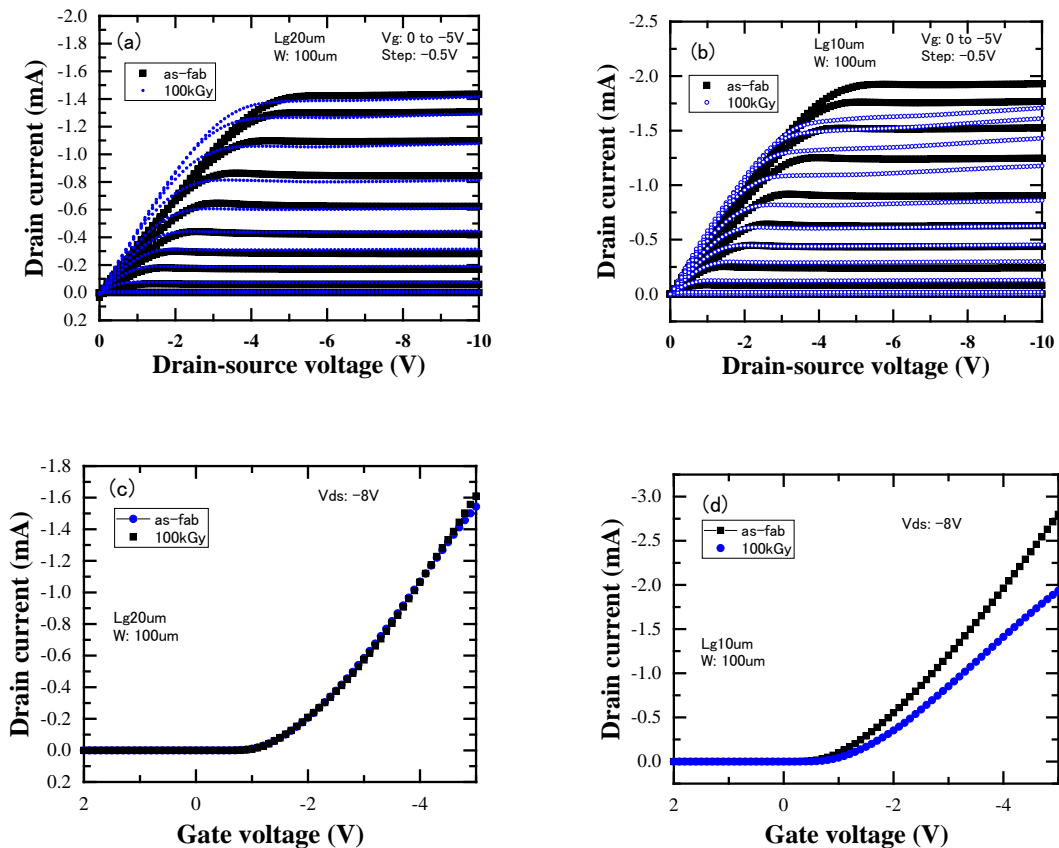 (a)
Lg20um
W: 100um
Vg: 0 to -5V
Step: -0.5V
as-fab
100kGy
-2.0
-1.8
-1.6
-1.4
-1.2
-1.0
-0.8
-0.6
-0.4
-0.2
0.0
0.2
0
-2
-4
-6
-8
-10
Drain current (mA)
Drain-source voltage (V)
(b)
Lg10um
W: 100um
Vg: 0 to -5V
Step: -0.5V
as-fab
100kGy
-2.5
-2.0
-1.5
-1.0
-0.5
0.0
0
-2
-4
-6
-8
-10
Drain current (mA)
Drain-source voltage (V)
(c)
Vds: -8V
as-fab
100kGy
Lg20um
W: 100um
-1.8
-1.6
-1.4
-1.2
-1.0
-0.8
-0.6
-0.4
-0.2
0.0
0.2
2
0
-2
-4
Drain current (mA)
Gate voltage (V)
(d)
Vds: -8V
as-fab
100kGy
Lg10um
W: 100um
-3.0
-2.5
-2.0
-1.5
-1.0
-0.5
0.0
2
0
-2
-4
Drain current (mA)
Gate voltage (V)